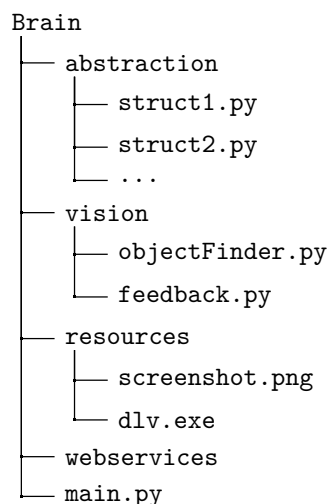 Brain
abstraction
struct1.py
struct2.py
...
vision
objectFinder.py
feedback.py
resources
screenshot.png
dlv.exe
webservices
main.py